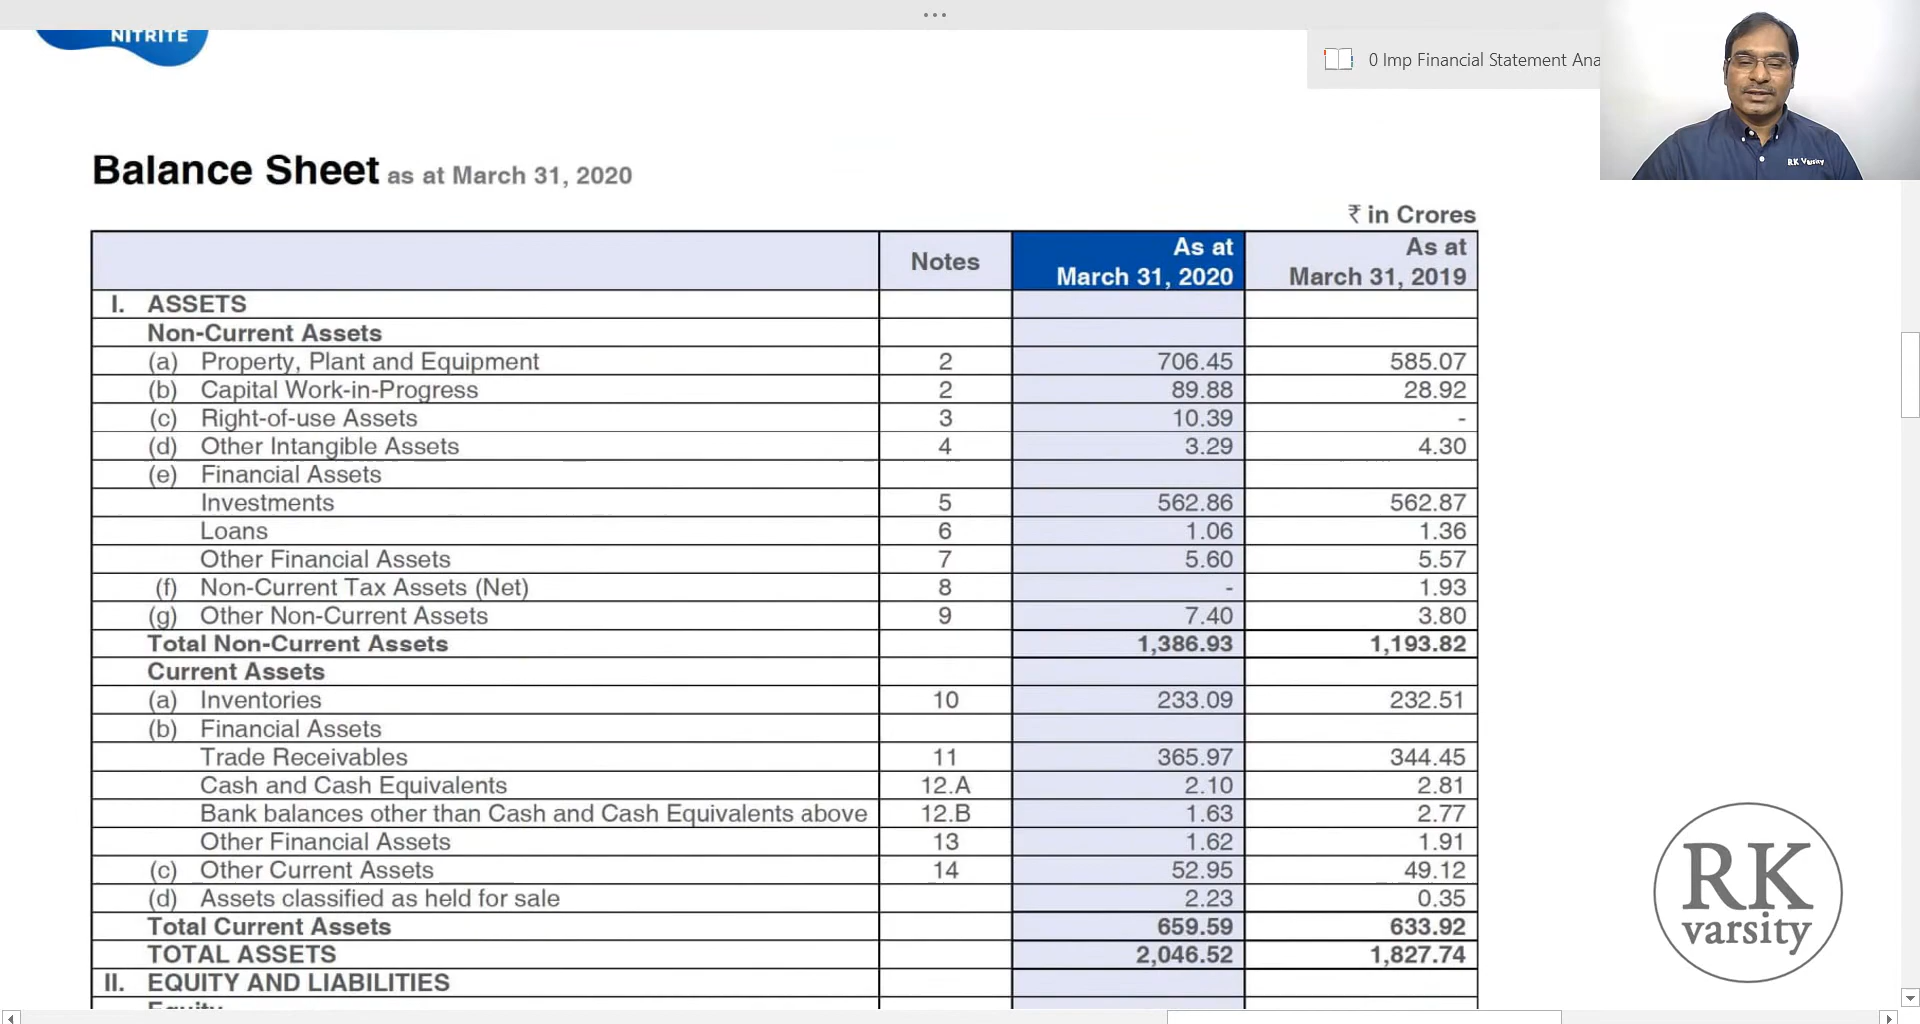 ...
NITRITE
0 Imp Financial Statement Ana
RK Varsity
Balance Sheet as at March 31, 2020
₹ in Crores
Notes As at March 31, 2020 As at March 31, 2019
I. ASSETS
Non-Current Assets
(a) Property, Plant and Equipment 2 706.45 585.07
(b) Capital Work-in-Progress 2 89.88 28.92
(c) Right-of-use Assets 3 10.39 -
(d) Other Intangible Assets 4 3.29 4.30
(e) Financial Assets
Investments 5 562.86 562.87
Loans 6 1.06 1.36
Other Financial Assets 7 5.60 5.57
(f) Non-Current Tax Assets (Net) 8 - 1.93
(g) Other Non-Current Assets 9 7.40 3.80
Total Non-Current Assets 1,386.93 1,193.82
Current Assets
(a) Inventories 10 233.09 232.51
(b) Financial Assets
Trade Receivables 11 365.97 344.45
Cash and Cash Equivalents 12.A 2.10 2.81
Bank balances other than Cash and Cash Equivalents above 12.B 1.63 2.77
Other Financial Assets 13 1.62 1.91
(c) Other Current Assets 14 52.95 49.12
(d) Assets classified as held for sale 2.23 0.35
Total Current Assets 659.59 633.92
TOTAL ASSETS 2,046.52 1,827.74
II. EQUITY AND LIABILITIES
Equity
RK
varsity